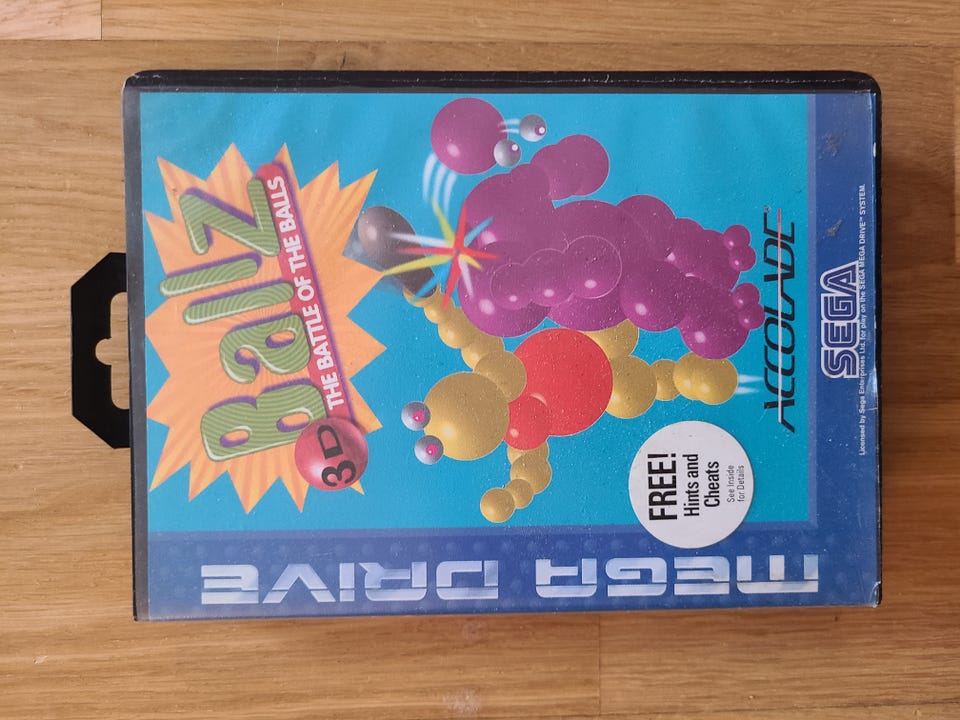 MEGA DRIVE
Ballz
3D
THE BATTLE OF THE BALLS
FREE!
Hints and
Cheats
See Inside
for Details
ACCOLADE®
SEGA
Licensed by Sega Enterprises Ltd. for play on the SEGA MEGA DRIVE™ SYSTEM.